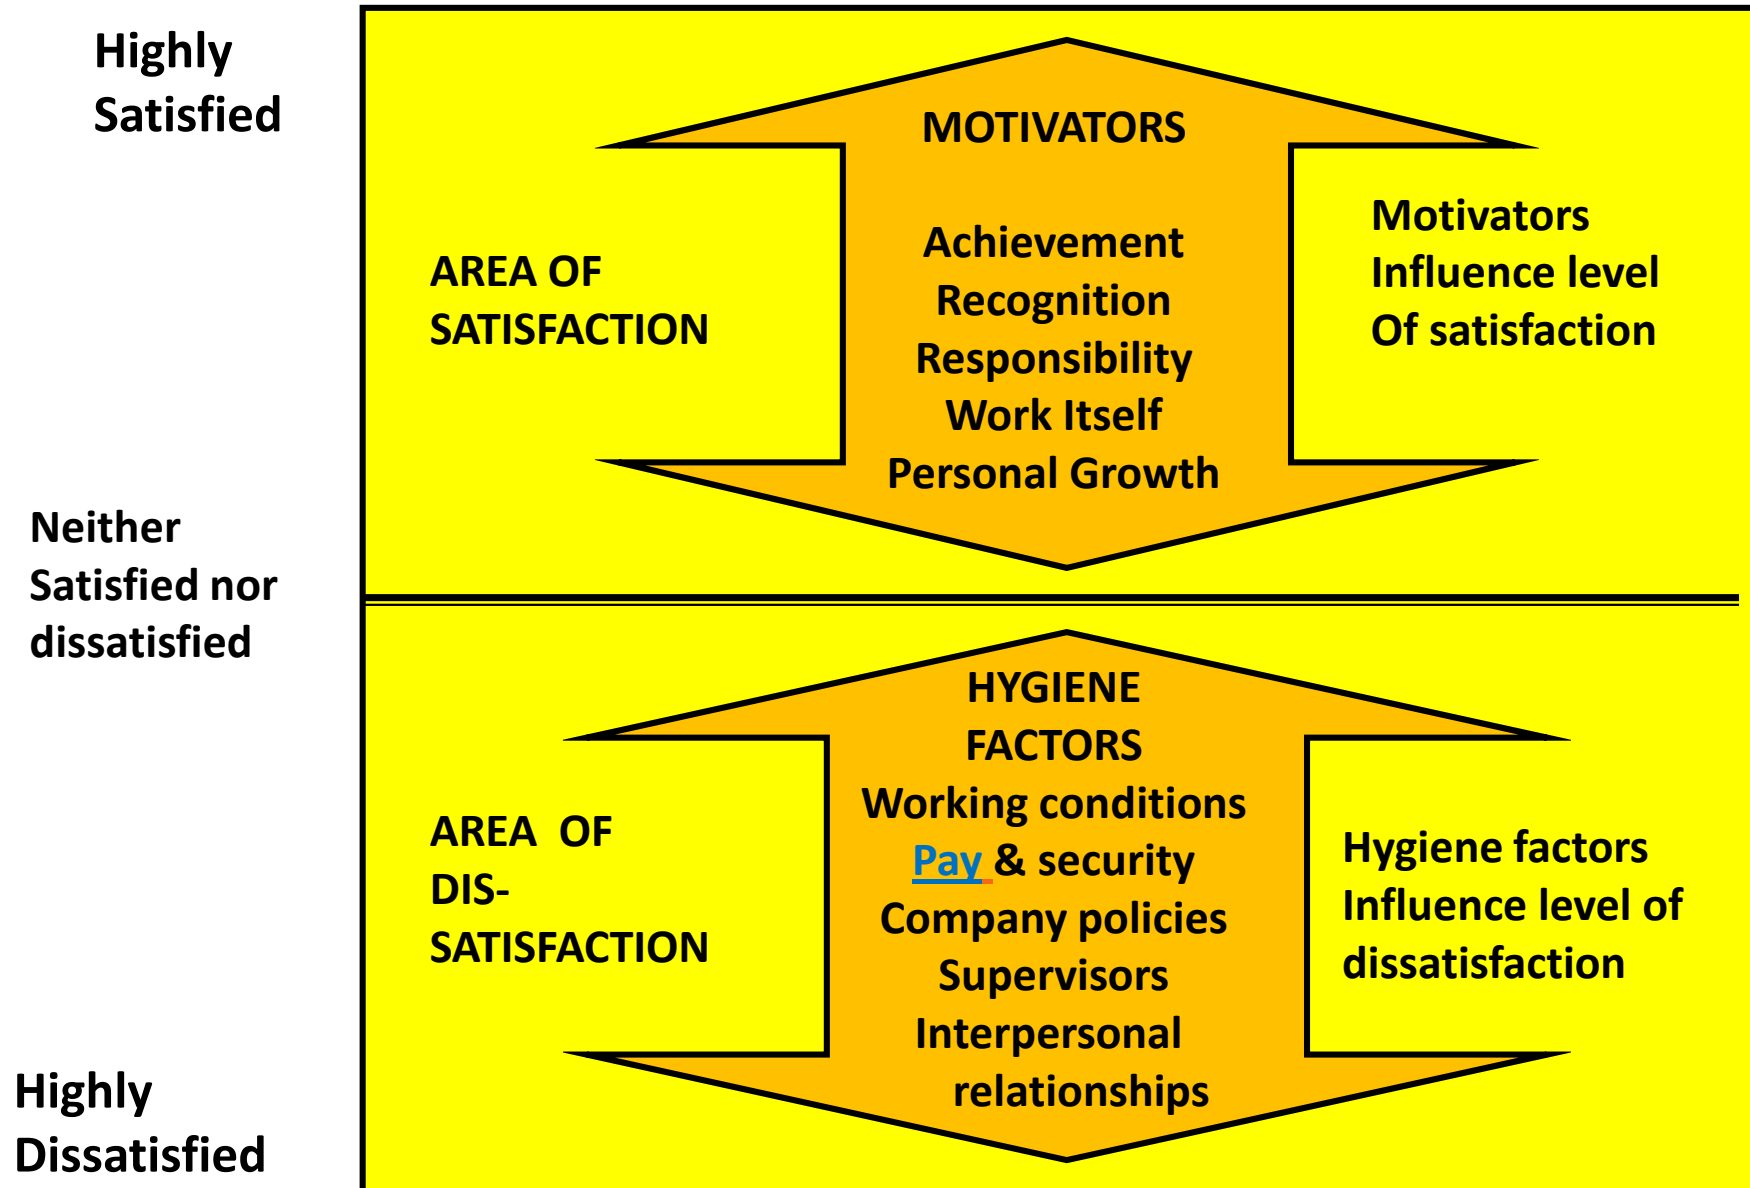 Highly
Satisfied
MOTIVATORS
AREA OF
SATISFACTION
Achievement
Recognition
Responsibility
Work Itself
Personal Growth
Motivators
Influence level
Of satisfaction
Neither
Satisfied nor
dissatisfied
HYGIENE
FACTORS
Working conditions
Pay & security
Company policies
Supervisors
Interpersonal
relationships
AREA OF
DIS-
SATISFACTION
Hygiene factors
Influence level of
dissatisfaction
Highly
Dissatisfied